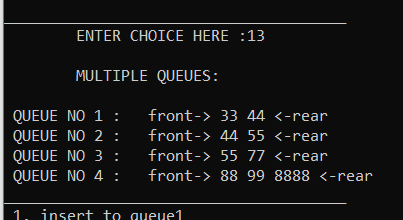 ENTER CHOICE HERE :13
MULTIPLE QUEUES:
QUEUE NO 1 :   front-> 33 44 <-rear
QUEUE NO 2 :   front-> 44 55 <-rear
QUEUE NO 3 :   front-> 55 77 <-rear
QUEUE NO 4 :   front-> 88 99 8888 <-rear
1. insert to queue1